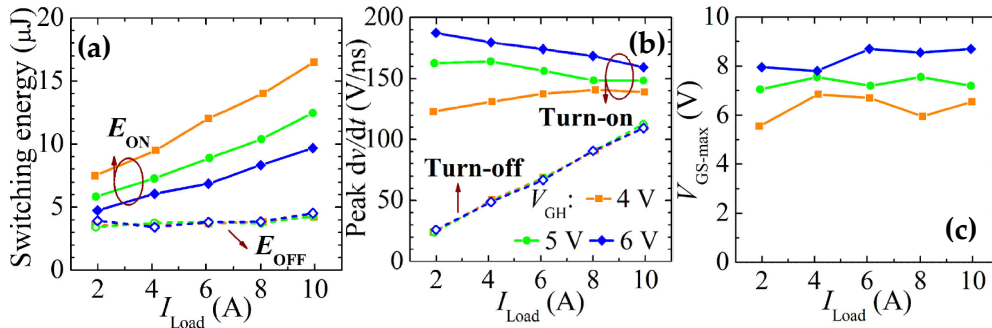 Switching energy (μJ)
20
15
10
5
0
(a)
E_ON
E_OFF
2 4 6 8 10
I_Load (A)
Peak dv/dt (V/ns)
200
150
100
50
0
(b)
Turn-on
Turn-off
V_GH:
4 V
5 V
6 V
2 4 6 8 10
I_Load (A)
V_GS-max (V)
10
8
6
4
2
0
(c)
2 4 6 8 10
I_Load (A)